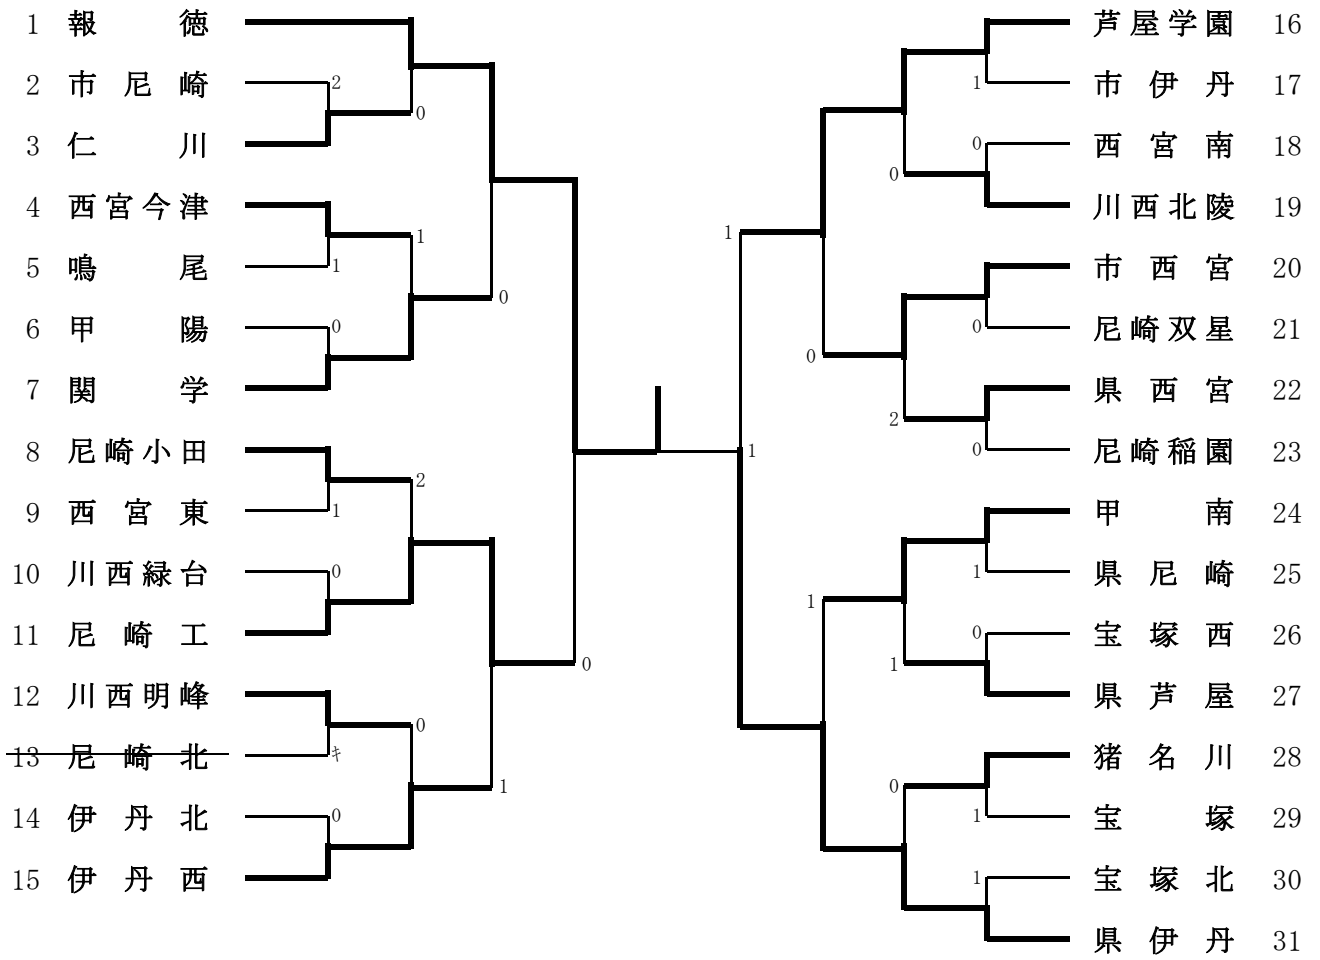 1 報 徳
2 市 尼 崎
3 仁 川
4 西宮今津
5 鳴 尾
6 甲 陽
7 関 学
8 尼崎小田
9 西 宮 東
10 川西緑台
11 尼 崎 工
12 川西明峰
13 尼 崎 北
14 伊 丹 北
15 伊 丹 西
2
0
1
1
0
0
2
1
0
0
0
ｷ
1
0
1
1
0
0
0
0
2
0
1
1
1
0
1
0
1
1
芦屋学園 16
市 伊 丹 17
西 宮 南 18
川西北陵 19
市 西 宮 20
尼崎双星 21
県 西 宮 22
尼崎稲園 23
甲 南 24
県 尼 崎 25
宝 塚 西 26
県 芦 屋 27
猪 名 川 28
宝 塚 29
宝 塚 北 30
県 伊 丹 31